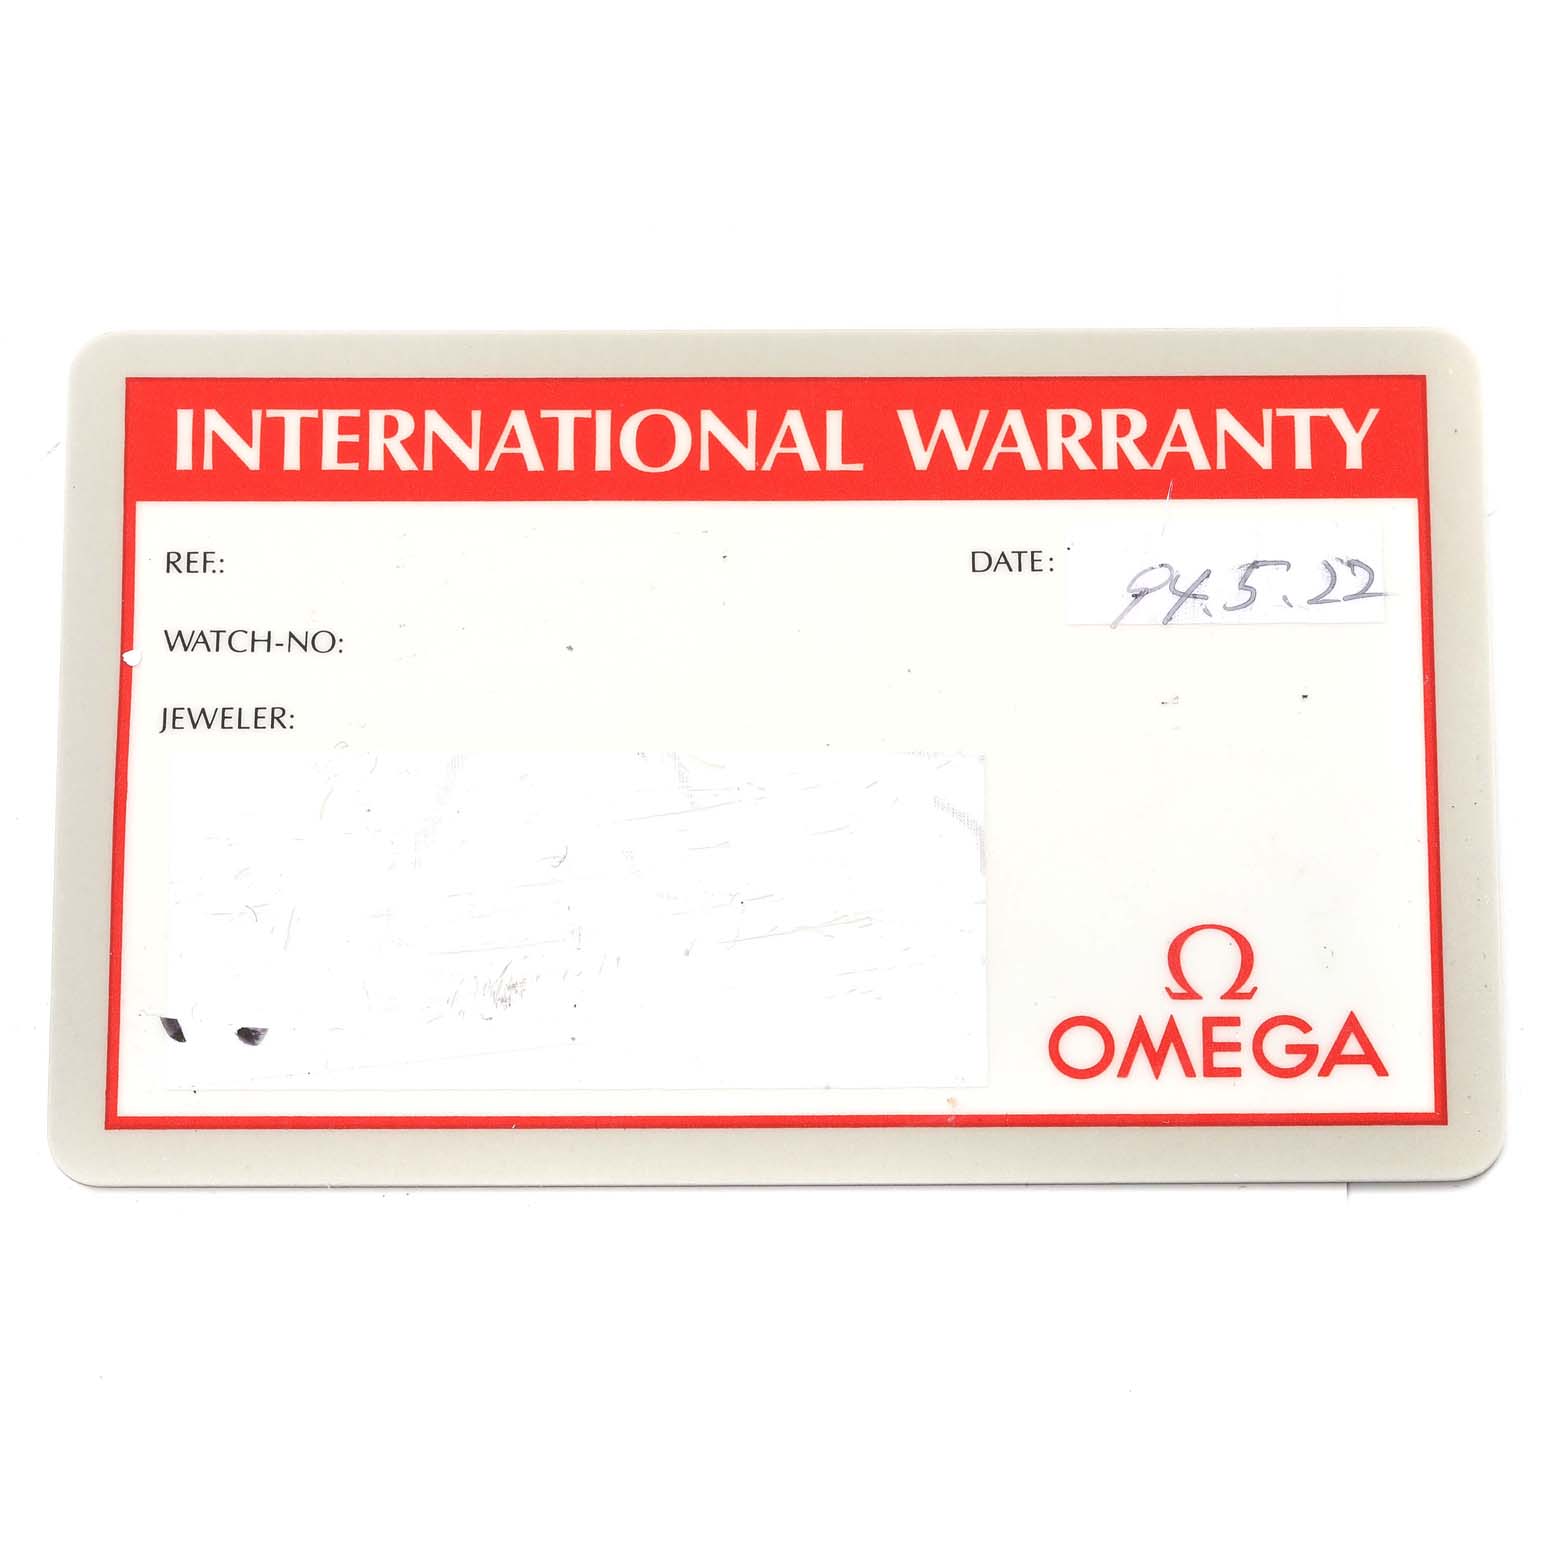 INTERNATIONAL WARRANTY
REF.:
DATE: 94.5.22
WATCH-NO:
JEWELER:
Ω
OMEGA